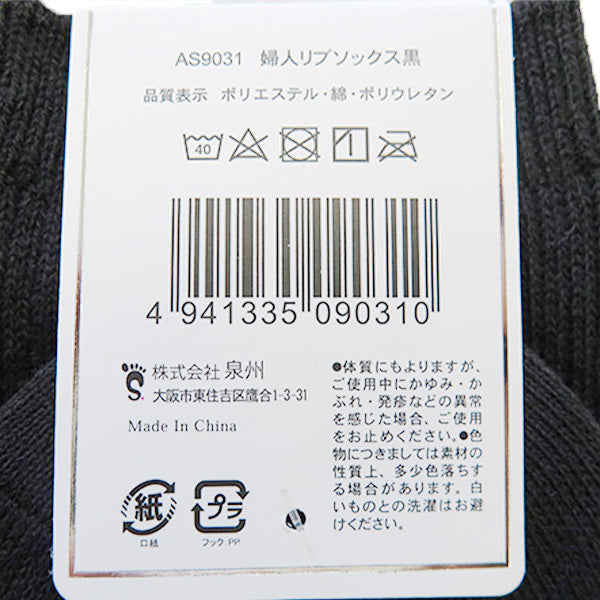 AS9031 婦人リブソックス黒
品質表示 ポリエステル・綿・ポリウレタン
40
4 941335 090310
株式会社 泉州
大阪市東住吉区鷹合1-3-31
Made In China
●体質にもよりますが、
ご使用中にかゆみ・か
ぶれ・発疹などの異常
を感じた場合、ご使用
をお止めください。●色
物につきましては素材の
性質上、多少色落ちす
る場合があります。白
いものとの洗濯はお避
けください。
紙
口紙
プラ
フック PP